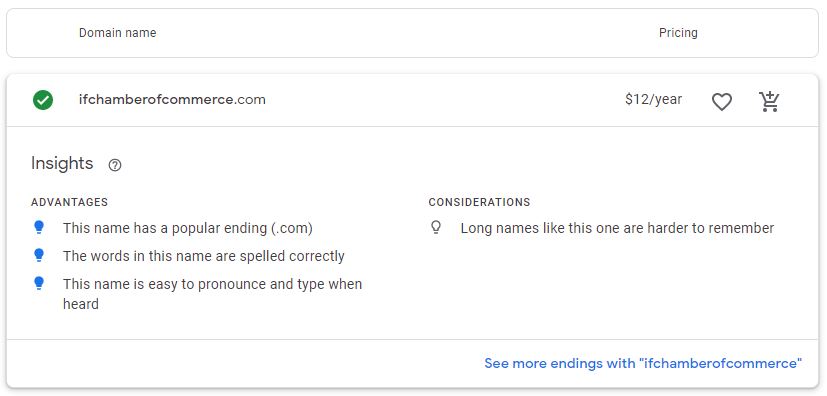 Domain name Pricing
ifchamberofcommerce.com $12/year
Insights ?
ADVANTAGES CONSIDERATIONS
This name has a popular ending (.com) Long names like this one are harder to remember
The words in this name are spelled correctly
This name is easy to pronounce and type when
heard
See more endings with "ifchamberofcommerce"